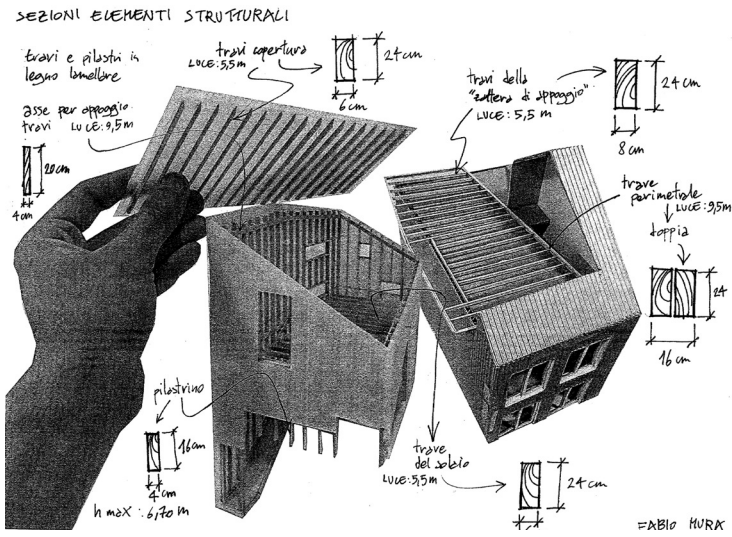 SEZIONI ELEMENTI STRUTTURALI
travi e pilastri in
legno lamellare
asse per appoggio
travi LUCE: 9,5m
20 cm
4 cm
travi copertura
LUCE: 5,5 m
24 cm
6 cm
travi della
"zattera di appoggio"
LUCE: 5,5 m
24 cm
8 cm
trave
perimetrale
LUCE: 9,5m
doppia
24
16 cm
pilastrino
16 cm
4 cm
h max: 6,70 m
trave
del solaio
LUCE: 5,5m
24 cm
FABIO MURA